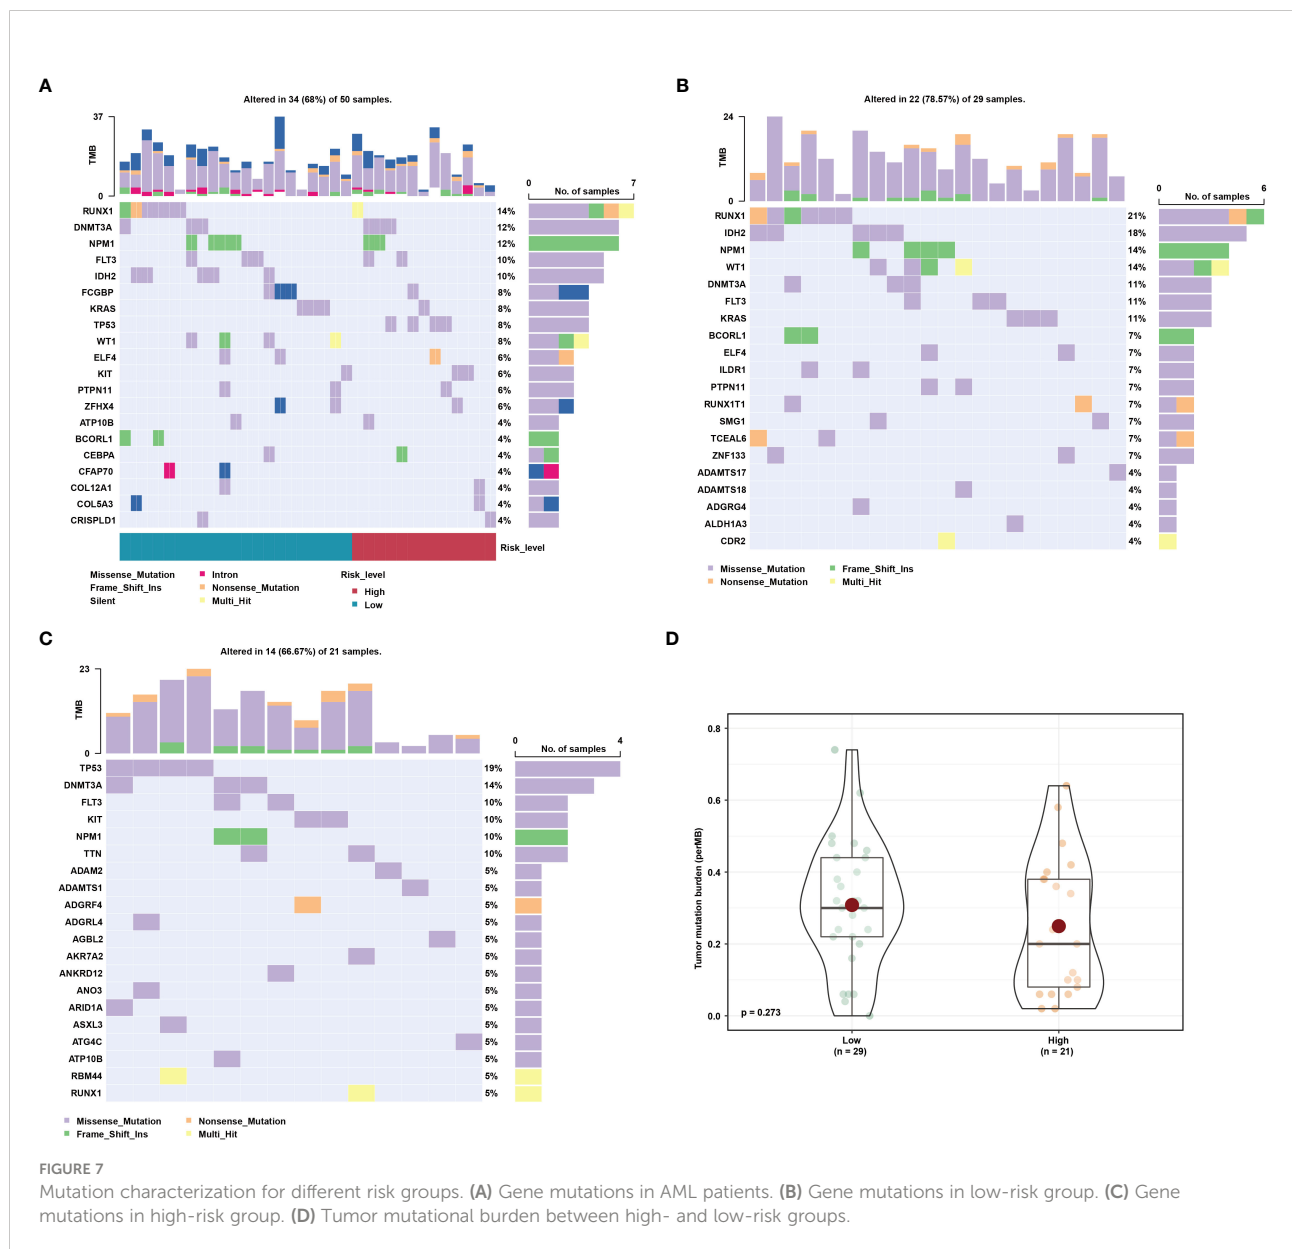 A
Altered in 34 (68%) of 50 samples.
37
TMB
0
0
7
No. of samples
RUNX1
14%
DNMT3A
12%
NPM1
12%
FLT3
10%
IDH2
10%
FCGBP
8%
KRAS
8%
TP53
8%
WT1
8%
ELF4
6%
KIT
6%
PTPN11
6%
ZFHX4
6%
ATP10B
4%
BCORL1
4%
CEBPA
4%
CFAP70
4%
COL12A1
4%
COL5A3
4%
CRISPLD1
4%
Risk_level
Missense_Mutation
Frame_Shift_Ins
Silent
Intron
Nonsense_Mutation
Multi_Hit
Risk_level
High
Low
B
Altered in 22 (78.57%) of 29 samples.
24
TMB
0
0
6
No. of samples
RUNX1
21%
IDH2
18%
NPM1
14%
WT1
14%
DNMT3A
11%
FLT3
11%
KRAS
11%
BCORL1
7%
ELF4
7%
ILDR1
7%
PTPN11
7%
RUNX1T1
7%
SMG1
7%
TCEAL6
7%
ZNF133
7%
ADAMTS17
4%
ADAMTS18
4%
ADGRG4
4%
ALDH1A3
4%
CDR2
4%
Missense_Mutation
Nonsense_Mutation
Frame_Shift_Ins
Multi_Hit
C
Altered in 14 (66.67%) of 21 samples.
23
TMB
0
0
4
No. of samples
TP53
19%
DNMT3A
14%
FLT3
10%
KIT
10%
NPM1
10%
TTN
10%
ADAM2
5%
ADAMTS1
5%
ADGRF4
5%
ADGRL4
5%
AGBL2
5%
AKR7A2
5%
ANKRD12
5%
ANO3
5%
ARID1A
5%
ASXL3
5%
ATG4C
5%
ATP10B
5%
RBM44
5%
RUNX1
5%
Missense_Mutation
Frame_Shift_Ins
Nonsense_Mutation
Multi_Hit
D
Tumor mutation burden (perMB)
0.8
0.6
0.4
0.2
0.0
p = 0.273
Low
(n = 29)
High
(n = 21)
FIGURE 7
Mutation characterization for different risk groups. (A) Gene mutations in AML patients. (B) Gene mutations in low-risk group. (C) Gene
mutations in high-risk group. (D) Tumor mutational burden between high- and low-risk groups.